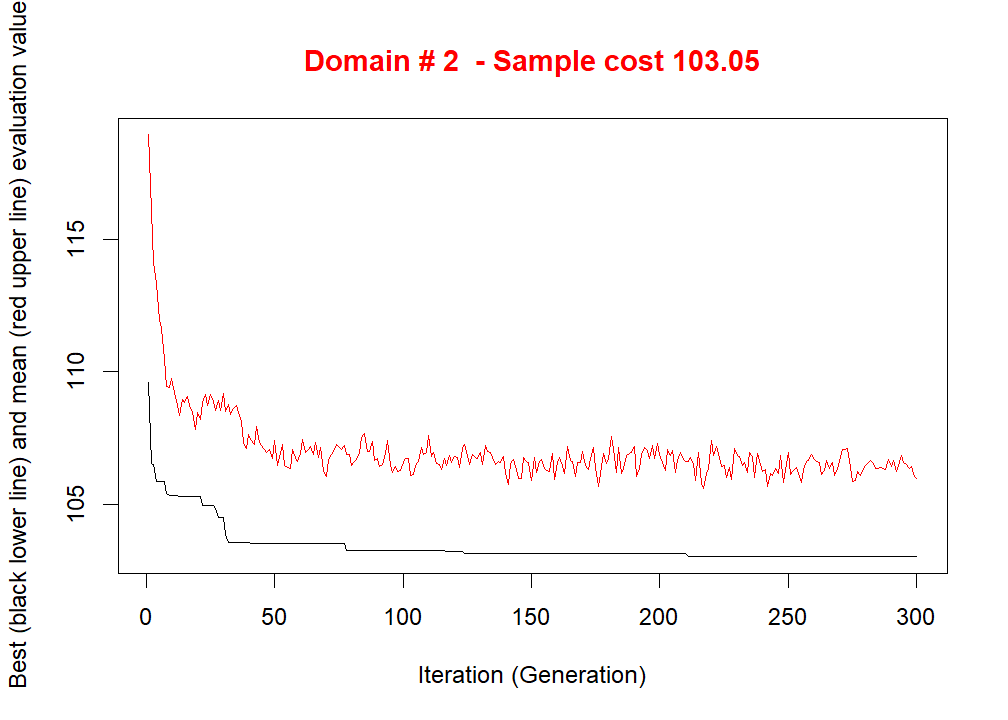 Domain # 2  - Sample cost 103.05
Best (black lower line) and mean (red upper line) evaluation value
115
110
105
0 50 100 150 200 250 300
Iteration (Generation)